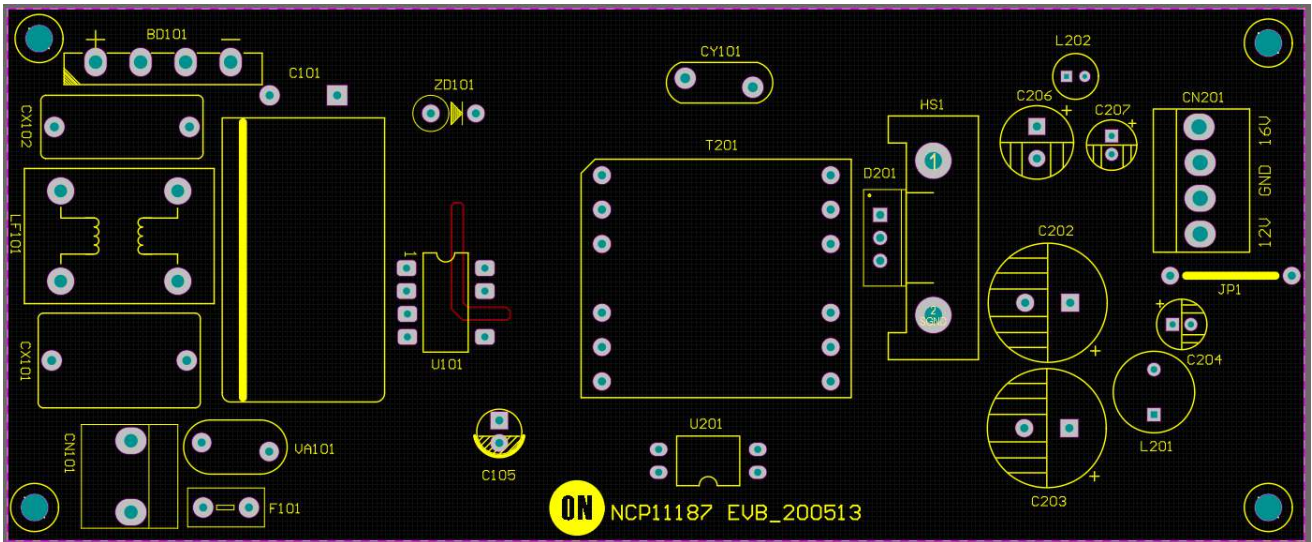 BD101
C101
CX102
ZD101
CY101
L202
C206
C207
HS1
CN201
16V
GND
12V
T201
D201
1
LF101
1
2
SGND
C202
JP1
C204
U101
CX101
L201
CN101
VA101
C105
U201
C203
F101
ON NCP11187 EVB_200513